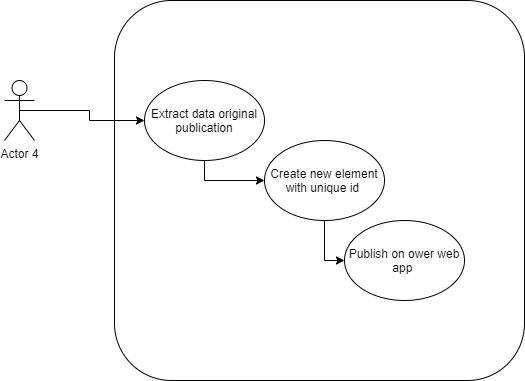 Extract data original
publication
Actor 4
Create new element
with unique id
Publish on ower web
app